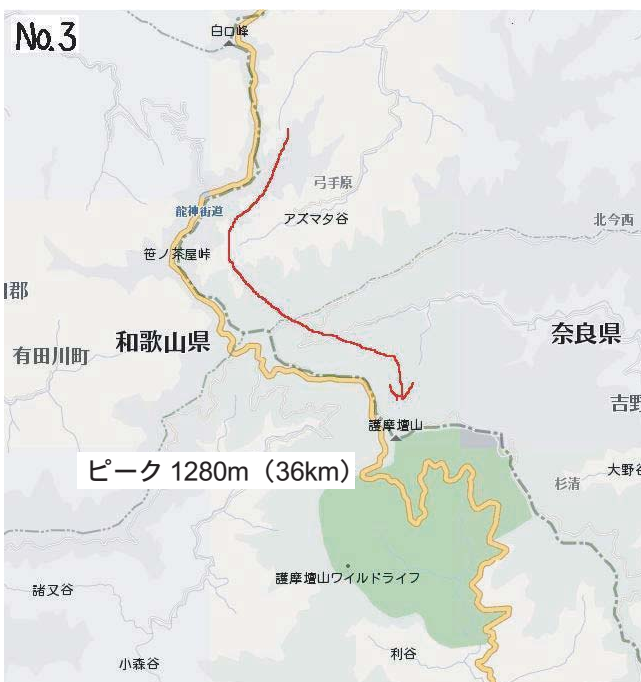 No.3
白口峰
弓手原
龍神街道
アズマタ谷
北今西
笹ノ茶屋峠
郡
和歌山県
奈良県
有田川町
吉野
護摩壇山
ピーク 1280m（36km）
大野谷
杉清
護摩壇山ワイルドライフ
諸又谷
利谷
小森谷